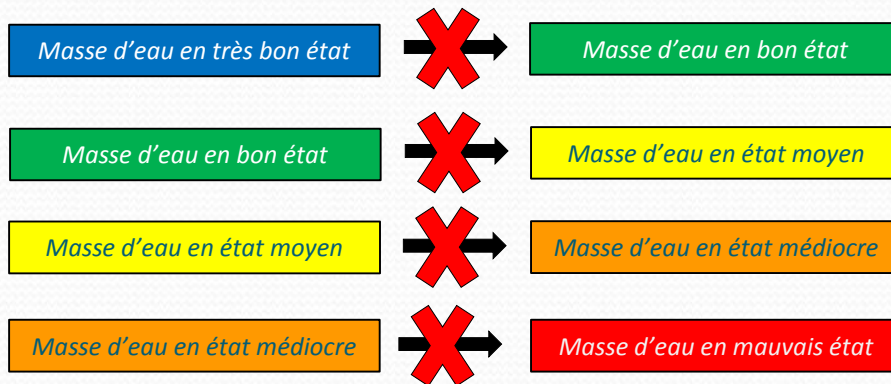 Masse d’eau en très bon état
Masse d’eau en bon état
Masse d’eau en bon état
Masse d’eau en état moyen
Masse d’eau en état moyen
Masse d’eau en état médiocre
Masse d’eau en état médiocre
Masse d’eau en mauvais état